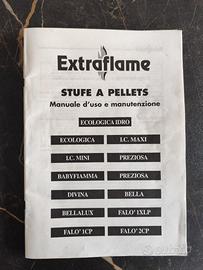 Extraflame
STUFE A PELLETS
Manuale d'uso e manutenzione
ECOLOGICA IDRO
ECOLOGICA I.C. MAXI
I.C. MINI PREZIOSA
BABYFIAMMA PREZIOSA
DIVINA BELLA
BELLALUX FALO' 1XLP
FALO' 1CP FALO' 2CP
subito